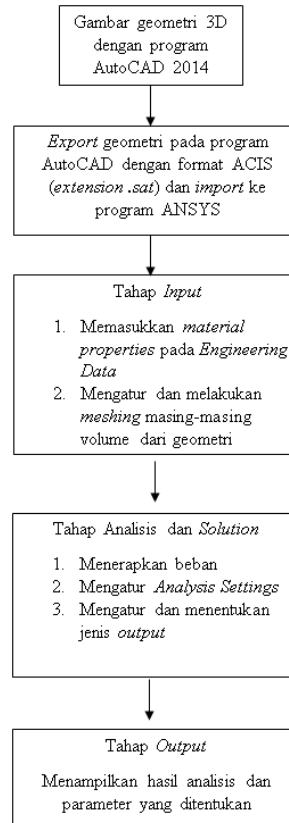 Gambar geometri 3D
dengan program
AutoCAD 2014
Export geometri pada program
AutoCAD dengan format ACIS
(extension .sat) dan import ke
program ANSYS
Tahap Input
1. Memasukkan material
properties pada Engineering
Data
2. Mengatur dan melakukan
meshing masing-masing
volume dari geometri
Tahap Analisis dan Solution
1. Menerapkan beban
2. Mengatur Analysis Settings
3. Mengatur dan menentukan
jenis output
Tahap Output
Menampilkan hasil analisis dan
parameter yang ditentukan